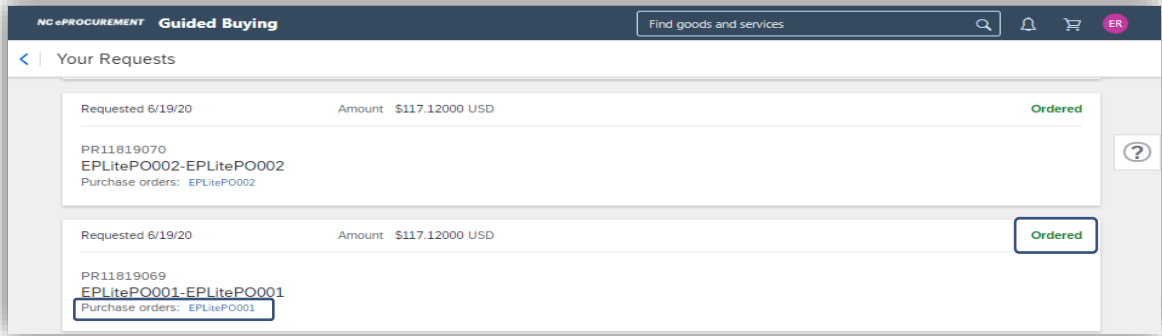 NC ePROCUREMENT Guided Buying Find goods and services ER
Your Requests
Requested 6/19/20 Amount $117.12000 USD Ordered
PR11819070
EPLitePO002-EPLitePO002
Purchase orders: EPLitePO002
?
Requested 6/19/20 Amount $117.12000 USD Ordered
PR11819069
EPLitePO001-EPLitePO001
Purchase orders: EPLitePO001